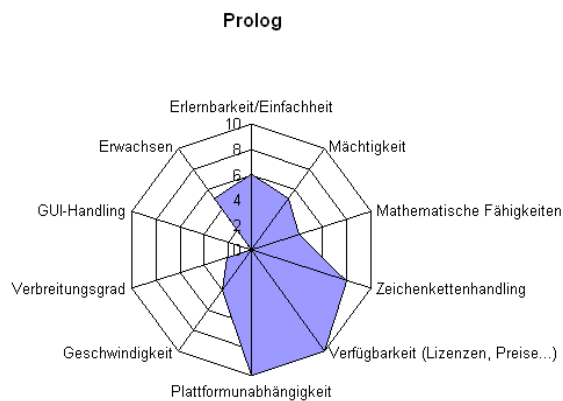 Prolog
Erlernbarkeit/Einfachheit
10
Erwachsen
Mächtigkeit
8
6
GUI-Handling
4
Mathematische Fähigkeiten
2
0
Verbreitungsgrad
Zeichenkettenhandling
Geschwindigkeit
Verfügbarkeit (Lizenzen, Preise...)
Plattformunabhängigkeit